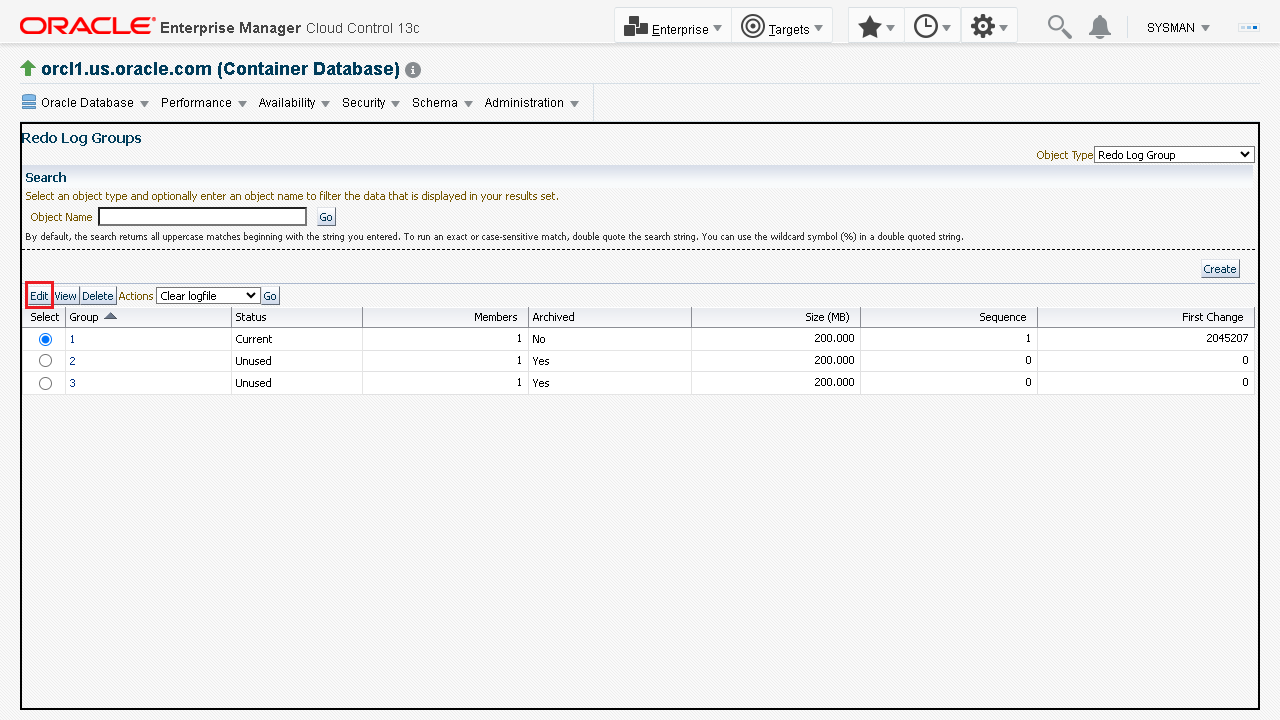 ORACLE Enterprise Manager Cloud Control 13c Enterprise Targets SYSMAN
orcl1.us.oracle.com (Container Database)
Oracle Database Performance Availability Security Schema Administration
Redo Log Groups
Object Type Redo Log Group
Search
Select an object type and optionally enter an object name to filter the data that is displayed in your results set.
Object Name Go
By default, the search returns all uppercase matches beginning with the string you entered. To run an exact or case-sensitive match, double quote the search string. You can use the wildcard symbol (%) in a double quoted string.
Create
Edit View Delete Actions Clear logfile Go
Select Group Status Members Archived Size (MB) Sequence First Change
1 Current 1 No 200.000 1 2045207
2 Unused 1 Yes 200.000 0 0
3 Unused 1 Yes 200.000 0 0